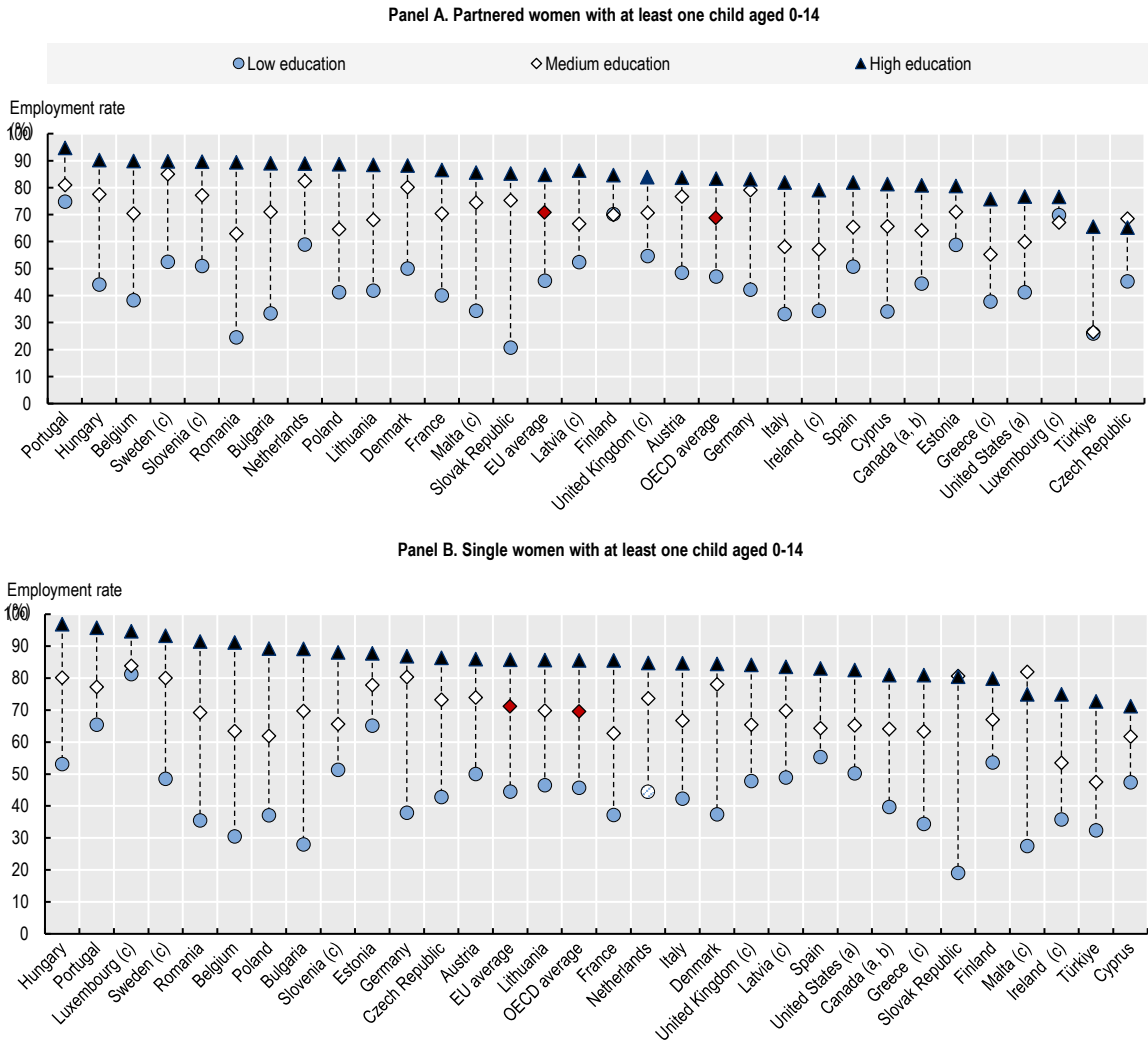 Panel A. Partnered women with at least one child aged 0-14
Low education
Medium education
High education
Employment rate
(%)
100
90
80
70
60
50
40
30
20
10
0
Portugal
Hungary
Belgium
Sweden (c)
Slovenia (c)
Romania
Bulgaria
Netherlands
Poland
Lithuania
Denmark
France
Malta (c)
Slovak Republic
EU average
Latvia (c)
Finland
United Kingdom (c)
Austria
OECD average
Germany
Italy
Ireland (c)
Spain
Cyprus
Canada (a, b)
Estonia
Greece (c)
United States (a)
Luxembourg (c)
Türkiye
Czech Republic
Panel B. Single women with at least one child aged 0-14
Employment rate
(%)
100
90
80
70
60
50
40
30
20
10
0
Hungary
Portugal
Luxembourg (c)
Sweden (c)
Romania
Belgium
Poland
Bulgaria
Slovenia (c)
Estonia
Germany
Czech Republic
Austria
EU average
Lithuania
OECD average
France
Netherlands
Italy
Denmark
United Kingdom (c)
Latvia (c)
Spain
United States (a)
Canada (a, b)
Greece (c)
Slovak Republic
Finland
Malta (c)
Ireland (c)
Türkiye
Cyprus